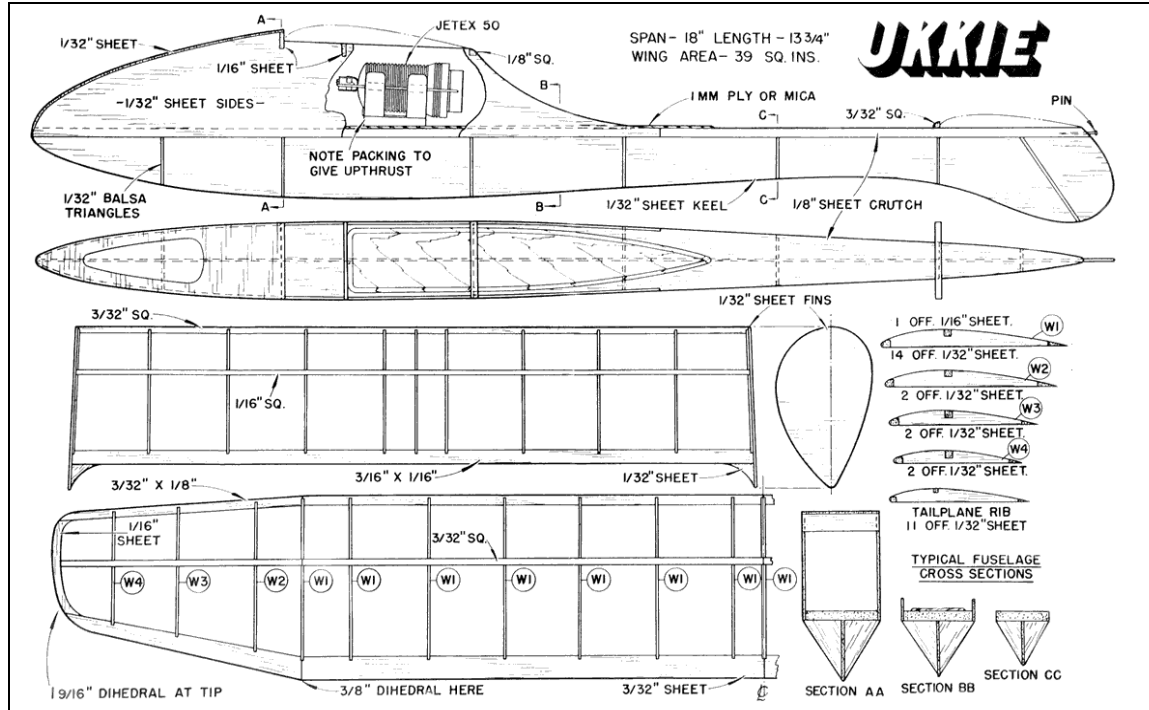 UKKIE
SPAN- 18" LENGTH - 13 3/4"
WING AREA- 39 SQ. INS.
A
1/32" SHEET
JETEX 50
1/16" SHEET
1/8" SQ.
-1/32" SHEET SIDES-
B
1 MM PLY OR MICA
C
3/32" SQ.
PIN
NOTE PACKING TO
GIVE UPTHRUST
1/32" BALSA
TRIANGLES
A
B
1/32" SHEET KEEL
C
1/8" SHEET CRUTCH
3/32" SQ.
1/32" SHEET FINS
1/16" SQ.
3/16" X 1/16"
1/32" SHEET
1 OFF. 1/16" SHEET.
W1
14 OFF. 1/32" SHEET.
W2
2 OFF. 1/32" SHEET.
W3
2 OFF. 1/32" SHEET.
W4
2 OFF. 1/32" SHEET.
TAILPLANE RIB
11 OFF. 1/32" SHEET
3/32" X 1/8"
1/16"
SHEET
3/32" SQ.
W4 W3 W2 W1 W1 W1 W1 W1 W1 W1 W1
1 9/16" DIHEDRAL AT TIP
3/8" DIHEDRAL HERE
3/32" SHEET
CL
TYPICAL FUSELAGE
CROSS SECTIONS
SECTION AA
SECTION BB
SECTION CC